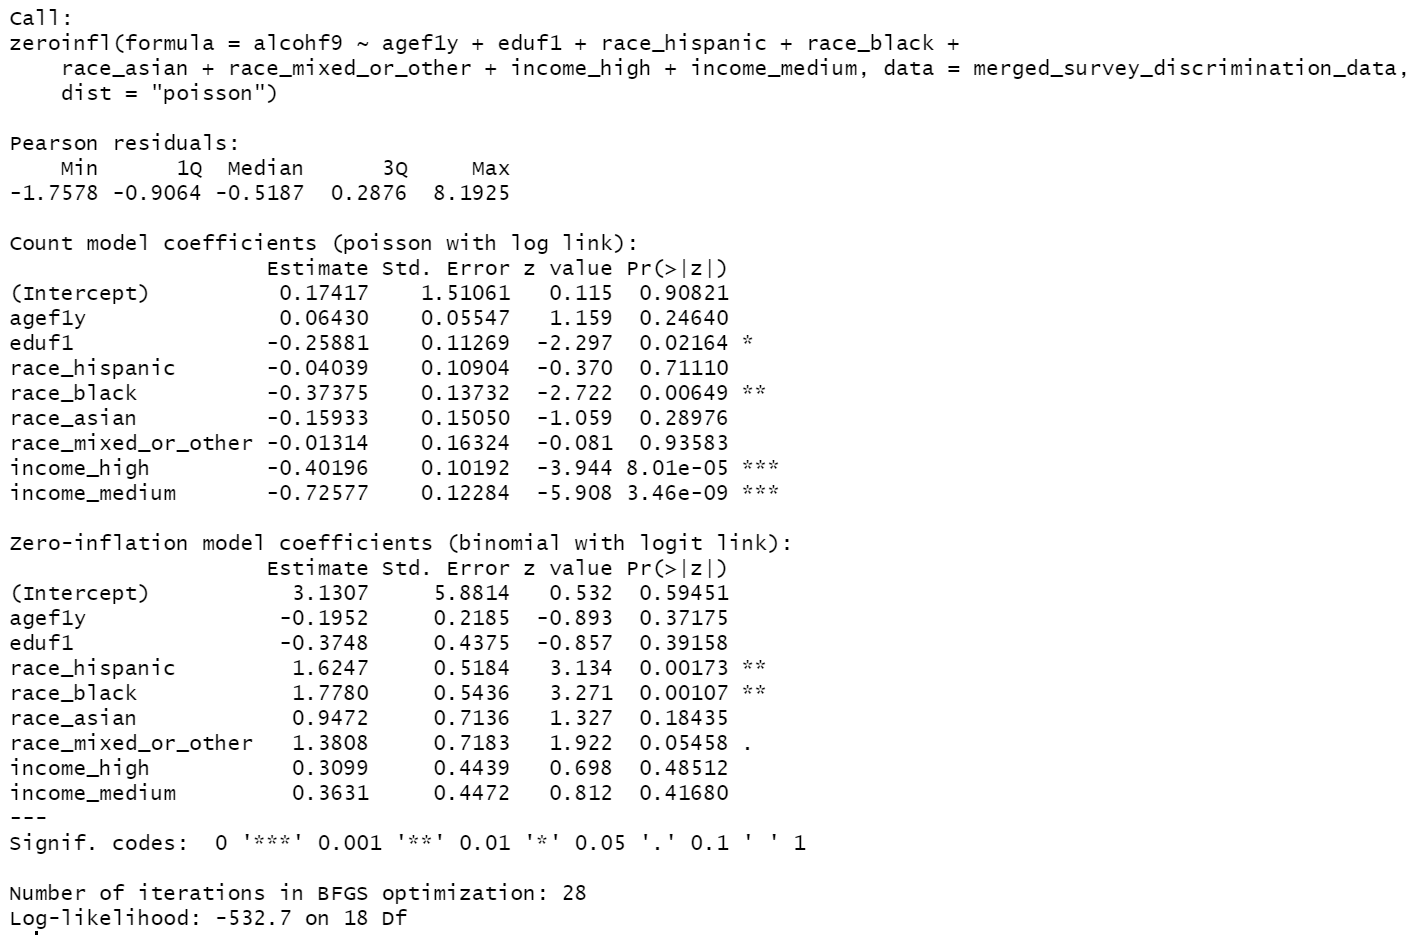 Call:
zeroinfl(formula = alcohf9 ~ agef1y + eduf1 + race_hispanic + race_black +
    race_asian + race_mixed_or_other + income_high + income_medium, data = merged_survey_discrimination_data,
    dist = "poisson")

Pearson residuals:
    Min      1Q  Median      3Q     Max
-1.7578 -0.9064 -0.5187  0.2876  8.1925

Count model coefficients (poisson with log link):
                    Estimate Std. Error z value Pr(>|z|)
(Intercept)          0.17417    1.51061   0.115  0.90821
agef1y               0.06430    0.05547   1.159  0.24640
eduf1               -0.25881    0.11269  -2.297  0.02164 *
race_hispanic       -0.04039    0.10904  -0.370  0.71110
race_black          -0.37375    0.13732  -2.722  0.00649 **
race_asian          -0.15933    0.15050  -1.059  0.28976
race_mixed_or_other -0.01314    0.16324  -0.081  0.93583
income_high         -0.40196    0.10192  -3.944 8.01e-05 ***
income_medium       -0.72577    0.12284  -5.908 3.46e-09 ***

Zero-inflation model coefficients (binomial with logit link):
                    Estimate Std. Error z value Pr(>|z|)
(Intercept)           3.1307     5.8814   0.532  0.59451
agef1y               -0.1952     0.2185  -0.893  0.37175
eduf1                -0.3748     0.4375  -0.857  0.39158
race_hispanic         1.6247     0.5184   3.134  0.00173 **
race_black            1.7780     0.5436   3.271  0.00107 **
race_asian            0.9472     0.7136   1.327  0.18435
race_mixed_or_other   1.3808     0.7183   1.922  0.05458 .
income_high           0.3099     0.4439   0.698  0.48512
income_medium         0.3631     0.4472   0.812  0.41680
---
Signif. codes:  0 '***' 0.001 '**' 0.01 '*' 0.05 '.' 0.1 ' ' 1

Number of iterations in BFGS optimization: 28
Log-likelihood: -532.7 on 18 Df